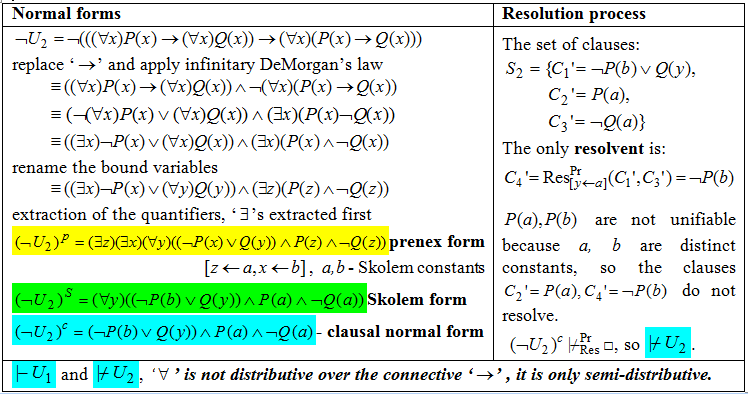 Normal forms
¬U₂ = ¬(((∀x)P(x) → (∀x)Q(x)) → (∀x)(P(x) → Q(x)))
replace ‘→’ and apply infinitary DeMorgan’s law
≡ ((∀x)P(x) → (∀x)Q(x)) ∧ ¬(∀x)(P(x) → Q(x))
≡ (¬(∀x)P(x) ∨ (∀x)Q(x)) ∧ (∃x)(P(x)¬Q(x))
≡ ((∃x)¬P(x) ∨ (∀x)Q(x)) ∧ (∃x)(P(x) ∧ ¬Q(x))
rename the bound variables
≡ ((∃x)¬P(x) ∨ (∀y)Q(y)) ∧ (∃z)(P(z) ∧ ¬Q(z))
extraction of the quantifiers, ‘∃’s extracted first
(¬U₂)ᵖ = (∃z)(∃x)(∀y)((¬P(x) ∨ Q(y)) ∧ P(z) ∧ ¬Q(z)) prenex form
[z ← a, x ← b] , a,b - Skolem constants
(¬U₂)ˢ = (∀y)((¬P(b) ∨ Q(y)) ∧ P(a) ∧ ¬Q(a)) Skolem form
(¬U₂)ᶜ = (¬P(b) ∨ Q(y)) ∧ P(a) ∧ ¬Q(a) - clausal normal form
Resolution process
The set of clauses:
S₂ = {C₁'= ¬P(b) ∨ Q(y),
C₂'= P(a),
C₃'= ¬Q(a)}
The only resolvent is:
C₄'= Res^Pr_[y←a](C₁',C₃') = ¬P(b)
P(a), P(b) are not unifiable
because a, b are distinct
constants, so the clauses
C₂'= P(a), C₄'= ¬P(b) do not
resolve.
(¬U₂)ᶜ ⊬^Pr_Res □, so ⊬ U₂ .
⊢ U₁ and ⊬ U₂ , ‘∀’ is not distributive over the connective ‘→’, it is only semi-distributive.